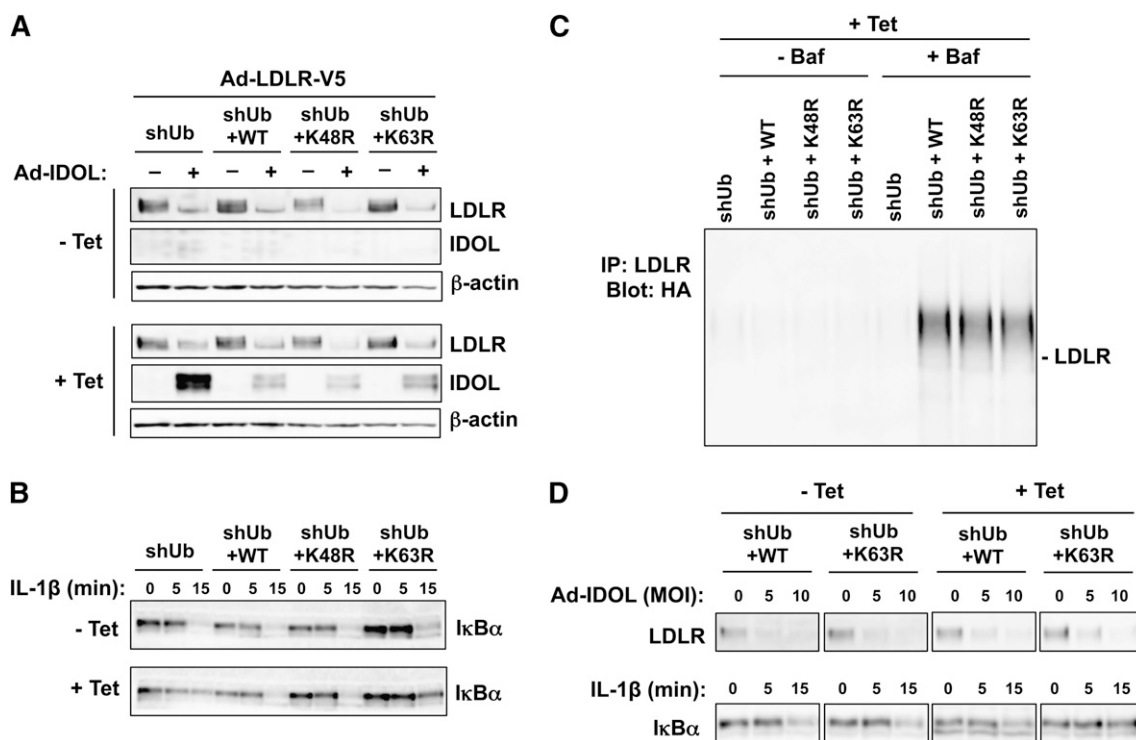 A
Ad-LDLR-V5
shUb
shUb +WT
shUb +K48R
shUb +K63R
Ad-IDOL: – + – + – + – +
- Tet
LDLR
IDOL
β-actin
+ Tet
LDLR
IDOL
β-actin
B
shUb
shUb +WT
shUb +K48R
shUb +K63R
IL-1β (min): 0 5 15 0 5 15 0 5 15 0 5 15
- Tet IκBα
+ Tet IκBα
C
+ Tet
- Baf + Baf
shUb
shUb + WT
shUb + K48R
shUb + K63R
shUb
shUb + WT
shUb + K48R
shUb + K63R
IP: LDLR
Blot: HA
- LDLR
D
- Tet + Tet
shUb +WT
shUb +K63R
shUb +WT
shUb +K63R
Ad-IDOL (MOI): 0 5 10 0 5 10 0 5 10 0 5 10
LDLR
IL-1β (min): 0 5 15 0 5 15 0 5 15 0 5 15
IκBα